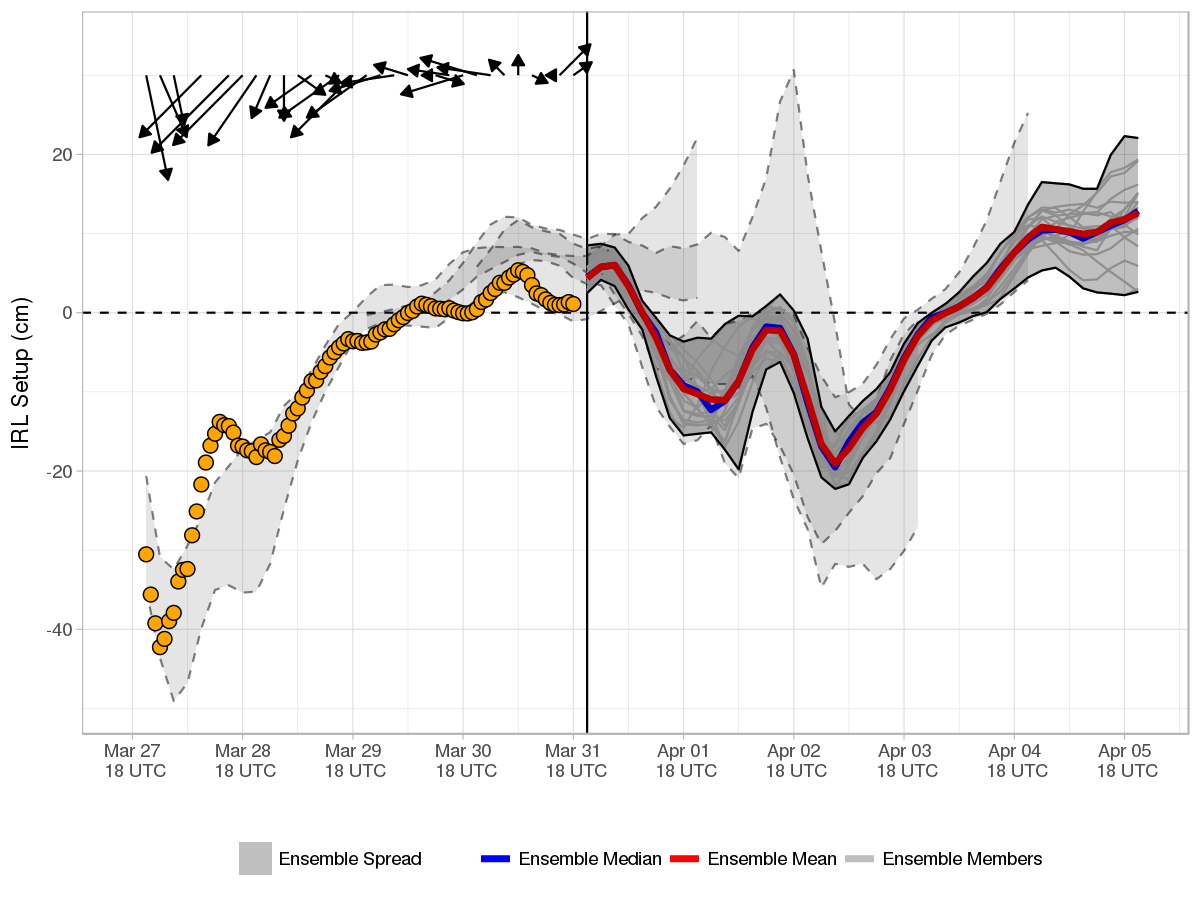 IRL Setup (cm)
20
0
-20
-40
Mar 27
18 UTC
Mar 28
18 UTC
Mar 29
18 UTC
Mar 30
18 UTC
Mar 31
18 UTC
Apr 01
18 UTC
Apr 02
18 UTC
Apr 03
18 UTC
Apr 04
18 UTC
Apr 05
18 UTC
Ensemble Spread
Ensemble Median
Ensemble Mean
Ensemble Members